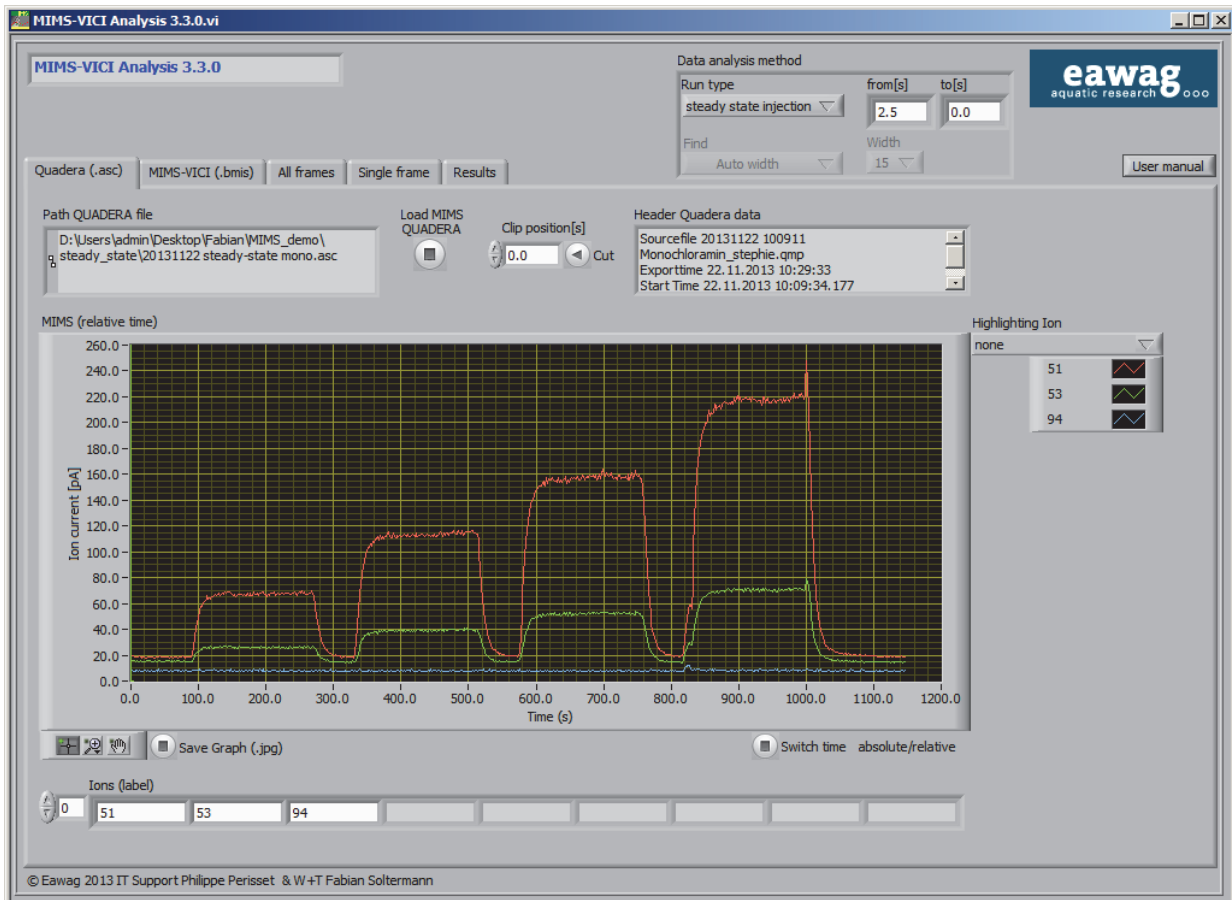 MIMS-VICI Analysis 3.3.0.vi
MIMS-VICI Analysis 3.3.0
Data analysis method
Run type
from[s]
to[s]
steady state injection
2.5
0.0
Find
Width
Auto width
15
eawag
aquatic research
User manual
Quadera (.asc)
MIMS-VICI (.bmis)
All frames
Single frame
Results
Path QUADERA file
D:\Users\admin\Desktop\Fabian\MIMS_demo\
steady_state\20131122 steady-state mono.asc
Load MIMS
QUADERA
Clip position[s]
0.0
Cut
Header Quadera data
Sourcefile 20131122 100911
Monochloramin_stephie.qmp
Exporttime 22.11.2013 10:29:33
Start Time 22.11.2013 10:09:34.177
MIMS (relative time)
260.0
240.0
220.0
200.0
180.0
160.0
140.0
120.0
100.0
80.0
60.0
40.0
20.0
0.0
Ion current [pA]
0.0
100.0
200.0
300.0
400.0
500.0
600.0
700.0
800.0
900.0
1000.0
1100.0
1200.0
Time (s)
Highlighting Ion
none
51
53
94
Save Graph (.jpg)
Switch time absolute/relative
Ions (label)
0
51
53
94
© Eawag 2013 IT Support Philippe Perisset & W+T Fabian Soltermann